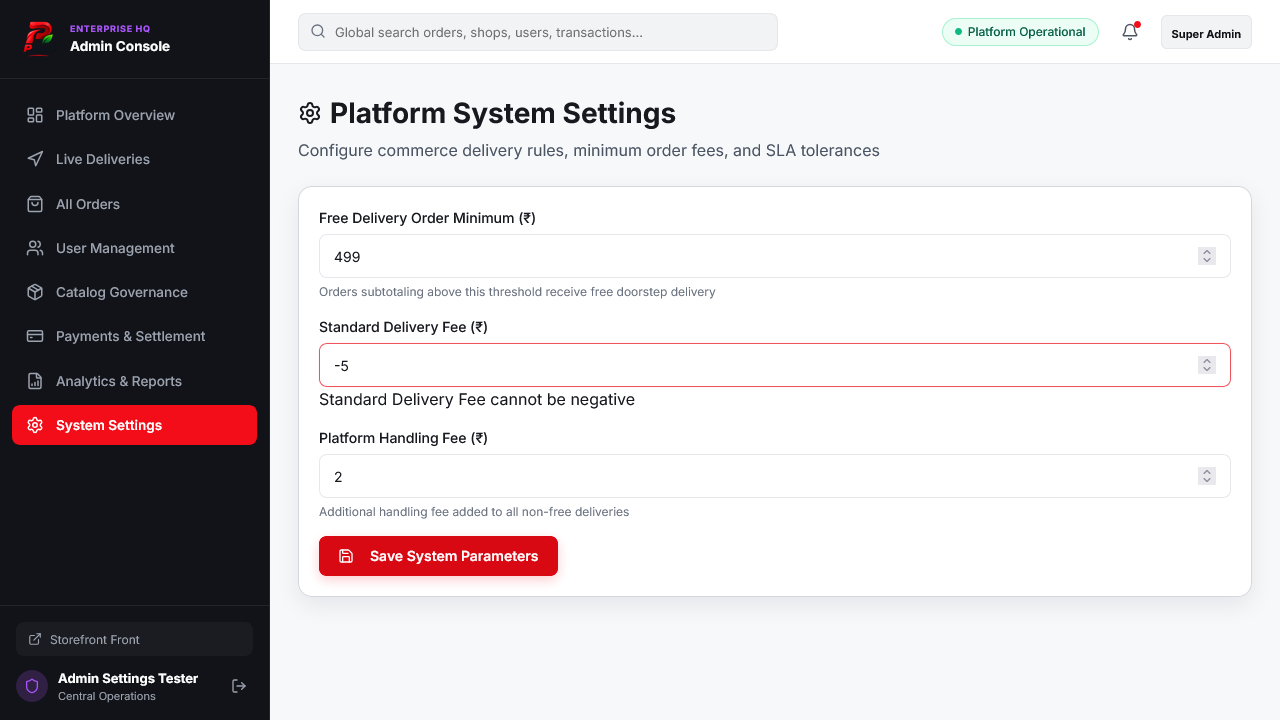 ENTERPRISE HQ
Admin Console
Platform Overview
Live Deliveries
All Orders
User Management
Catalog Governance
Payments & Settlement
Analytics & Reports
System Settings
Storefront Front
Admin Settings Tester
Central Operations
Global search orders, shops, users, transactions...
Platform Operational
Super Admin
Platform System Settings
Configure commerce delivery rules, minimum order fees, and SLA tolerances
Free Delivery Order Minimum (₹)
499
Orders subtotaling above this threshold receive free doorstep delivery
Standard Delivery Fee (₹)
-5
Standard Delivery Fee cannot be negative
Platform Handling Fee (₹)
2
Additional handling fee added to all non-free deliveries
Save System Parameters